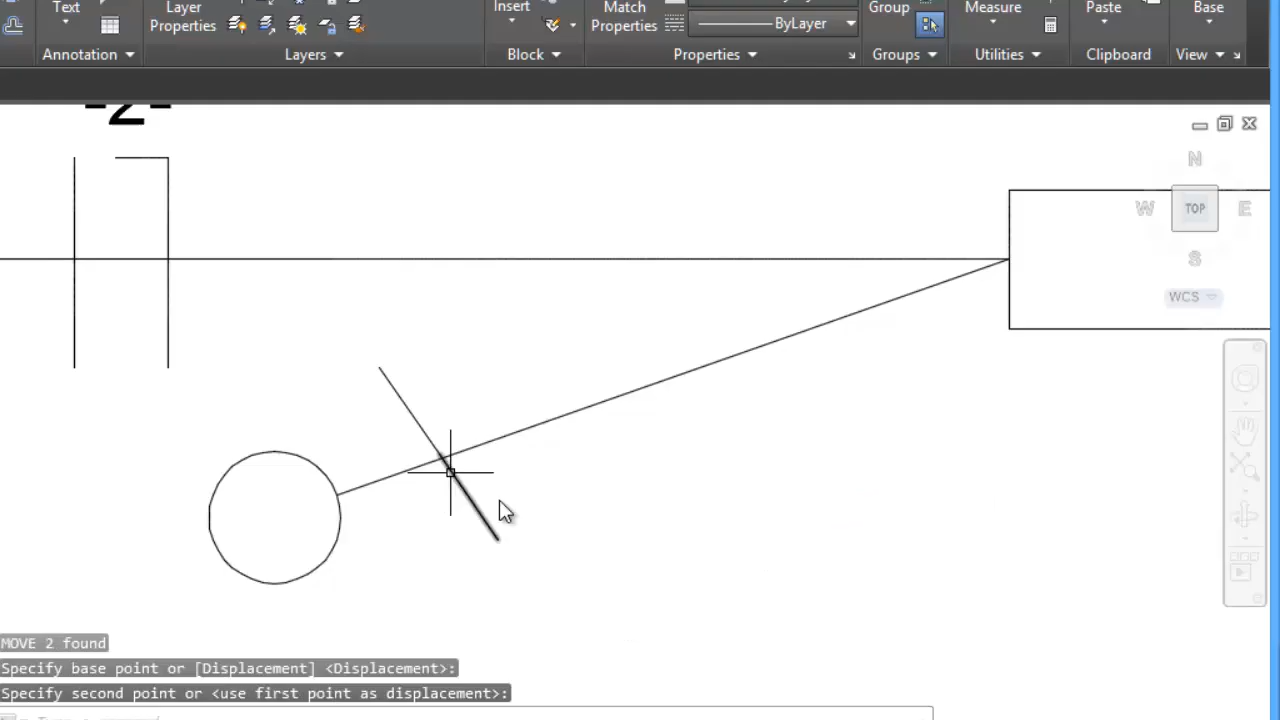 Text
Layer
Properties
Insert
Match
Properties
ByLayer
Group
Measure
Paste
Base
Annotation
Layers
Block
Properties
Groups
Utilities
Clipboard
View
-2-
N
W TOP E
S
WCS
MOVE 2 found
Specify base point or [Displacement] <Displacement>:
Specify second point or <use first point as displacement>: